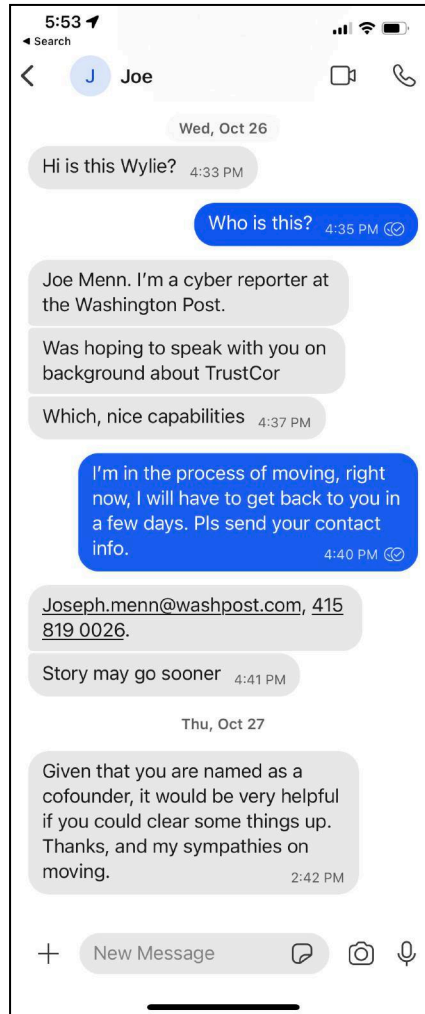 5:53
Search
J Joe
Wed, Oct 26
Hi is this Wylie? 4:33 PM
Who is this? 4:35 PM
Joe Menn. I'm a cyber reporter at
the Washington Post.
Was hoping to speak with you on
background about TrustCor
Which, nice capabilities 4:37 PM
I'm in the process of moving, right
now, I will have to get back to you in
a few days. Pls send your contact
info. 4:40 PM
Joseph.menn@washpost.com, 415
819 0026.
Story may go sooner 4:41 PM
Thu, Oct 27
Given that you are named as a
cofounder, it would be very helpful
if you could clear some things up.
Thanks, and my sympathies on
moving. 2:42 PM
New Message